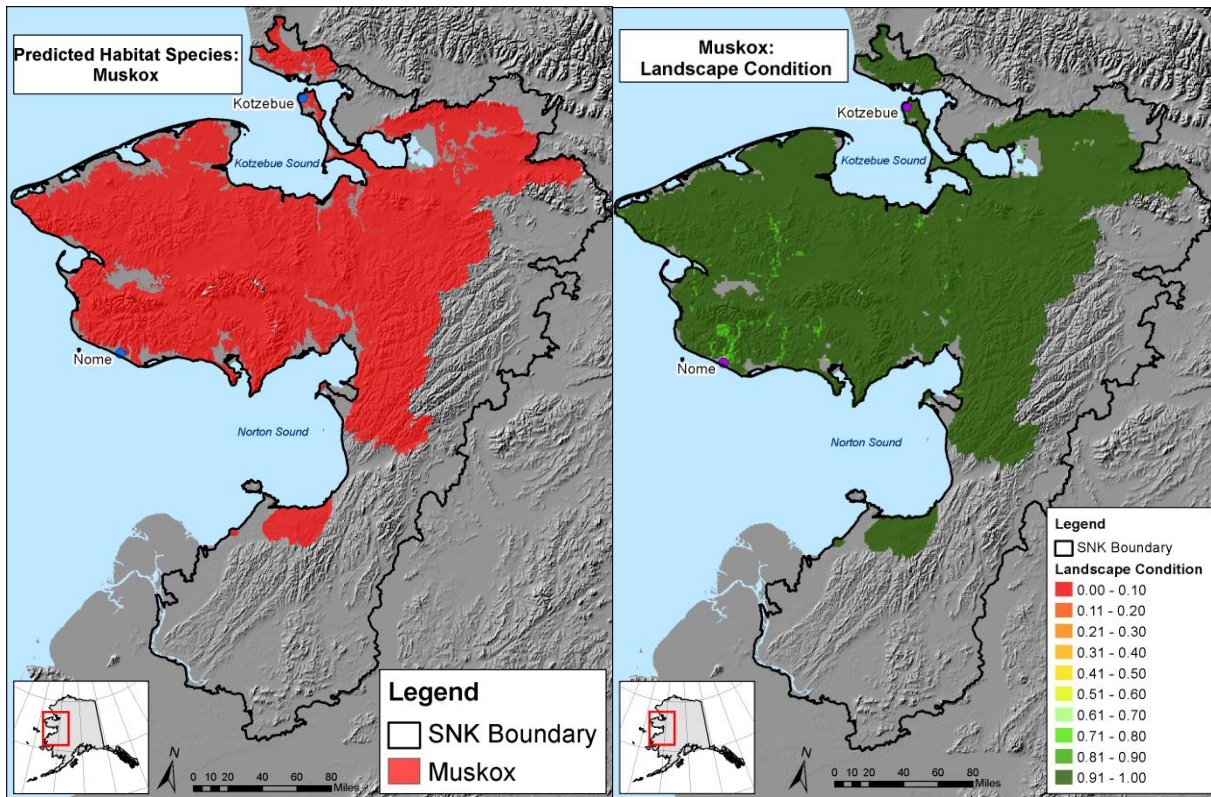 Predicted Habitat Species:
Muskox
Kotzebue
Kotzebue Sound
Nome
Norton Sound
Legend
SNK Boundary
Muskox
N
0 10 20 40 60 80
Miles
Muskox:
Landscape Condition
Kotzebue
Kotzebue Sound
Nome
Norton Sound
Legend
SNK Boundary
Landscape Condition
0.00 - 0.10
0.11 - 0.20
0.21 - 0.30
0.31 - 0.40
0.41 - 0.50
0.51 - 0.60
0.61 - 0.70
0.71 - 0.80
0.81 - 0.90
0.91 - 1.00
N
0 10 20 40 60 80
Miles